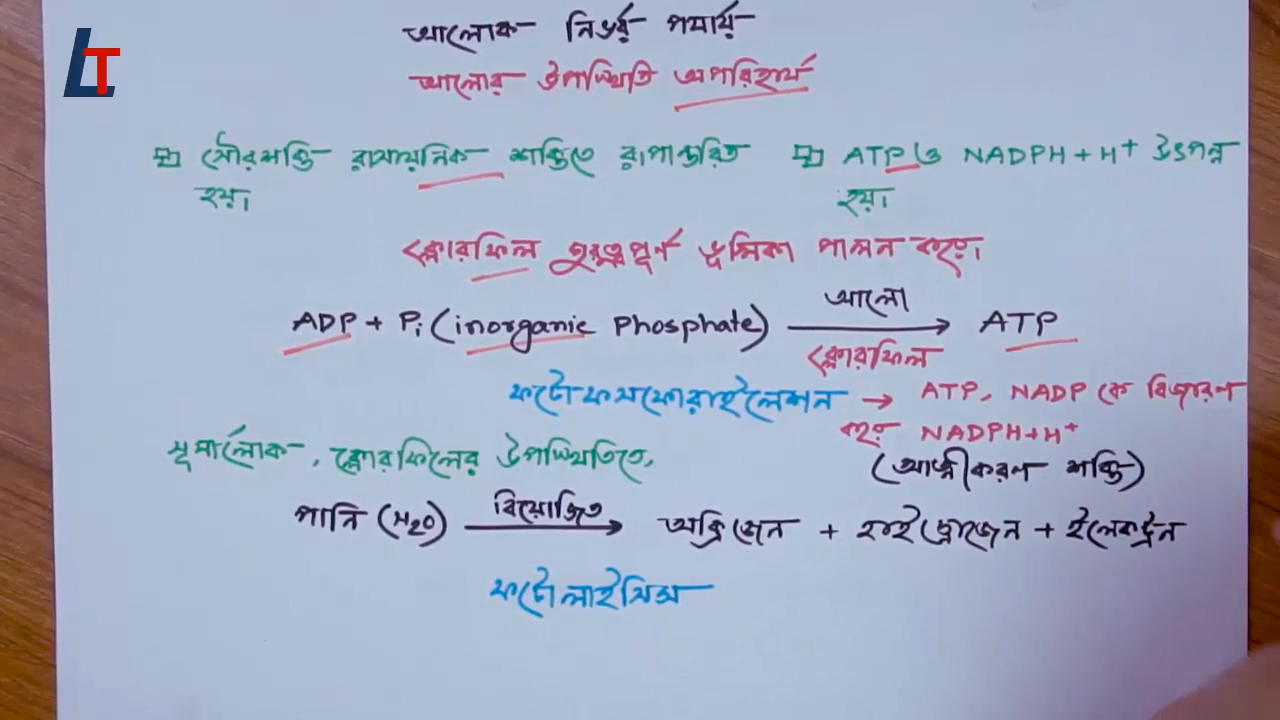 LT
আলোক নির্ভর পর্যায়
আলোর উপস্থিতি অপরিহার্য
সৌরশক্তি রাসায়নিক শক্তিতে রূপান্তরিত হয়।
ATP ও NADPH + H+ উৎপন্ন হয়।
ক্লোরফিল গুরুত্বপূর্ণ ভূমিকা পালন করে।
ADP + Pi (inorganic Phosphate) আলো ক্লোরফিল → ATP
ফটোফসফোরাইলেশন → ATP, NADP কে বিজারণ
করে NADPH+H+
(আত্তীকরণ শক্তি)
সূর্যালোক, ক্লোরফিলের উপস্থিতিতে,
পানি (H2O) বিয়োজিত → অক্সিজেন + হাইড্রোজেন + ইলেকট্রন
ফটোলাইসিস